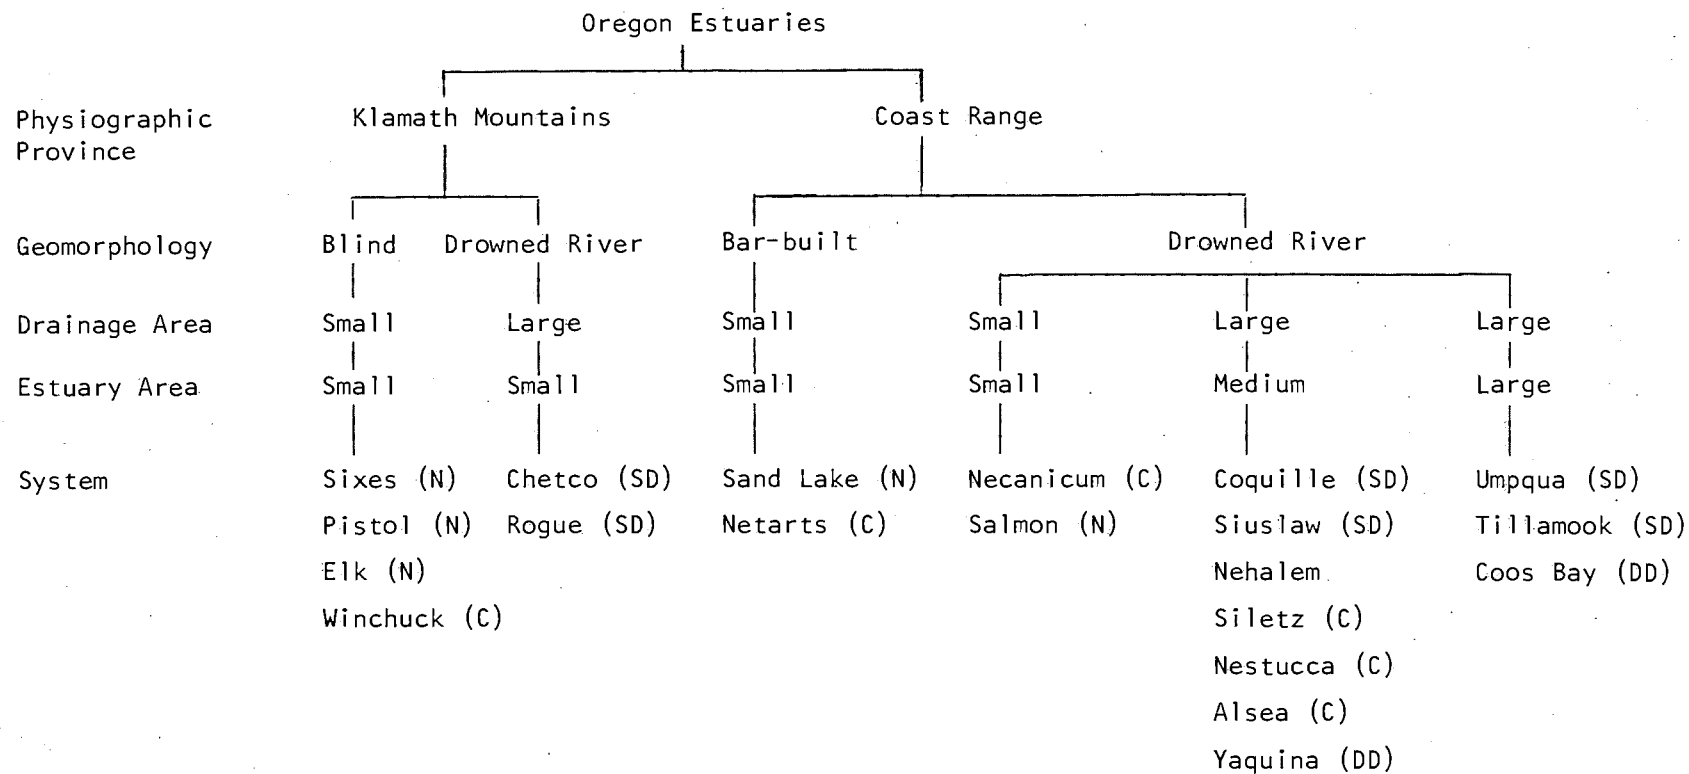 Oregon Estuaries
Physiographic Province
Klamath Mountains
Coast Range
Geomorphology
Blind
Drowned River
Bar-built
Drowned River
Drainage Area
Small
Large
Small
Small
Large
Large
Estuary Area
Small
Small
Small
Small
Medium
Large
System
Sixes (N)
Chetco (SD)
Sand Lake (N)
Necanicum (C)
Coquille (SD)
Umpqua (SD)
Pistol (N)
Rogue (SD)
Netarts (C)
Salmon (N)
Siuslaw (SD)
Tillamook (SD)
Elk (N)
Nehalem
Coos Bay (DD)
Winchuck (C)
Siletz (C)
Nestucca (C)
Alsea (C)
Yaquina (DD)